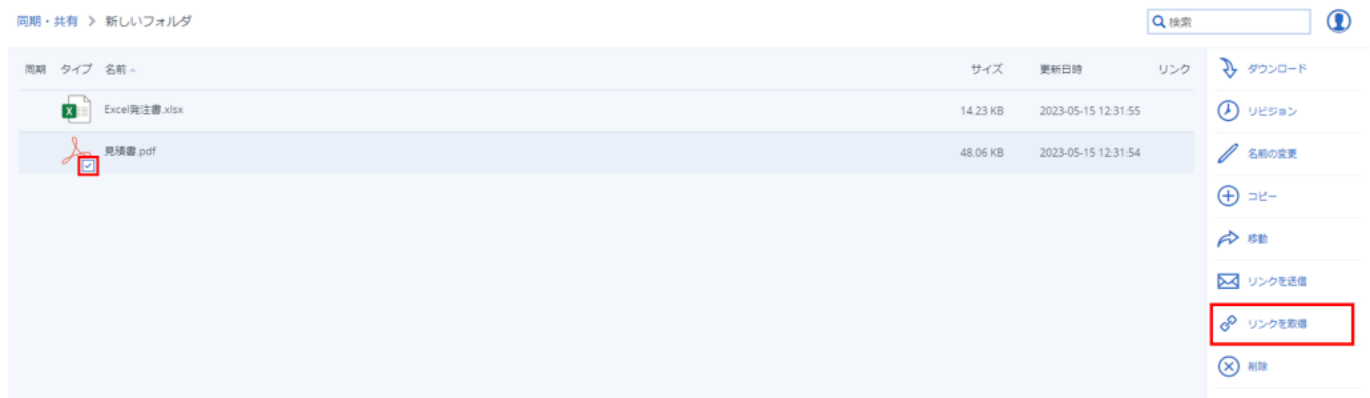 同期・共有 > 新しいフォルダ
検索
同期 タイプ 名前 サイズ 更新日時 リンク
Excel発注書.xlsx 14.23 KB 2023-05-15 12:31:55
見積書.pdf 48.06 KB 2023-05-15 12:31:54
ダウンロード
リビジョン
名前の変更
コピー
移動
リンクを送信
リンクを取得
削除